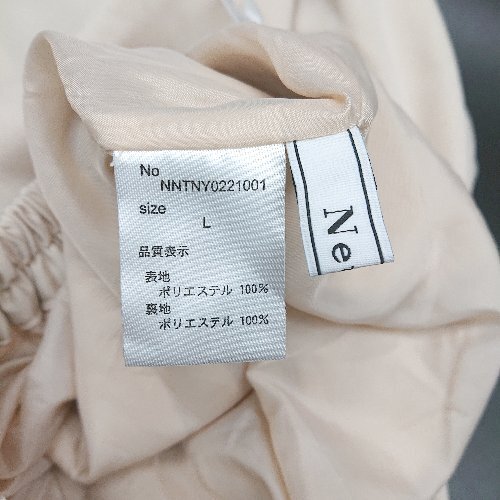 No
NNTNY0221001
size
L
品質表示
表地
ポリエステル 100%
裏地
ポリエステル 100%
Ne